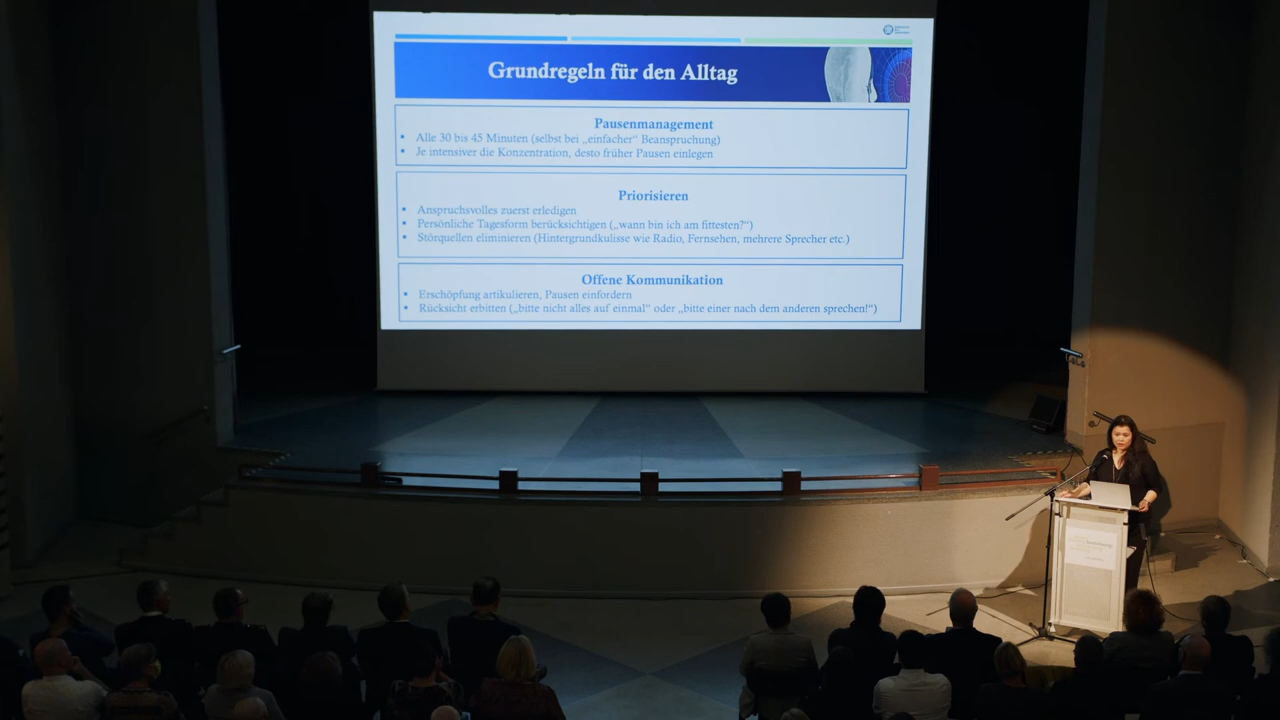 Grundregeln für den Alltag
Pausenmanagement
▪ Alle 30 bis 45 Minuten (selbst bei „einfacher“ Beanspruchung)
▪ Je intensiver die Konzentration, desto früher Pausen einlegen
Priorisieren
▪ Anspruchsvolles zuerst erledigen
▪ Persönliche Tagesform berücksichtigen („wann bin ich am fittesten?“)
▪ Störquellen eliminieren (Hintergrundkulisse wie Radio, Fernsehen, mehrere Sprecher etc.)
Offene Kommunikation
▪ Erschöpfung artikulieren, Pausen einfordern
▪ Rücksicht erbitten („bitte nicht alles auf einmal“ oder „bitte einer nach dem anderen sprechen!“)